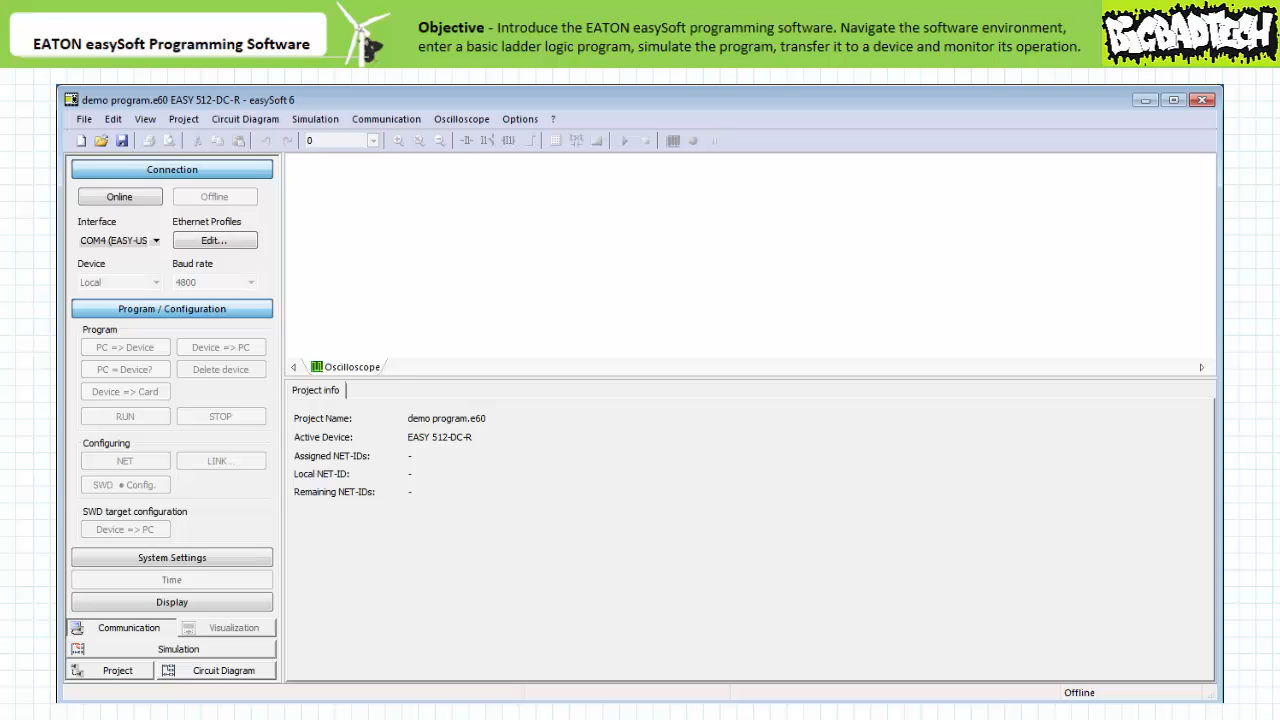 EATON easySoft Programming Software
Objective - Introduce the EATON easySoft programming software. Navigate the software environment,
enter a basic ladder logic program, simulate the program, transfer it to a device and monitor its operation.
BIGBADTECH
demo program.e60 EASY 512-DC-R - easySoft 6
File Edit View Project Circuit Diagram Simulation Communication Oscilloscope Options ?
0
Connection
Online Offline
Interface Ethernet Profiles
COM4 (EASY-US Edit...
Device Baud rate
Local 4800
Program / Configuration
Program
PC => Device Device => PC
PC = Device? Delete device
Device => Card
RUN STOP
Configuring
NET LINK...
SWD ● Config.
SWD target configuration
Device => PC
System Settings
Time
Display
Communication Visualization
Simulation
Project Circuit Diagram
Oscilloscope
Project info
Project Name: demo program.e60
Active Device: EASY 512-DC-R
Assigned NET-IDs: -
Local NET-ID: -
Remaining NET-IDs: -
Offline